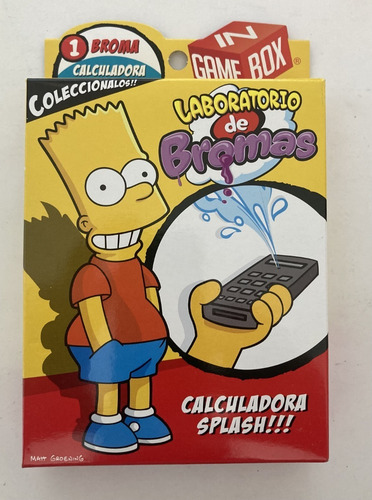 1 BROMA
CALCULADORA
COLECCIONALOS!!
IN
GAME BOX®
LABORATORIO
de
Bromas
CALCULADORA
SPLASH!!!
MATT GROENING